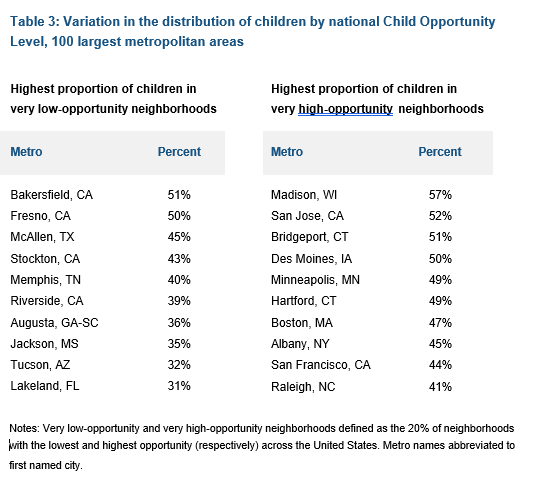 Table 3: Variation in the distribution of children by national Child Opportunity
Level, 100 largest metropolitan areas
Highest proportion of children in
very low-opportunity neighborhoods
Metro Percent
Bakersfield, CA 51%
Fresno, CA 50%
McAllen, TX 45%
Stockton, CA 43%
Memphis, TN 40%
Riverside, CA 39%
Augusta, GA-SC 36%
Jackson, MS 35%
Tucson, AZ 32%
Lakeland, FL 31%
Highest proportion of children in
very high-opportunity neighborhoods
Metro Percent
Madison, WI 57%
San Jose, CA 52%
Bridgeport, CT 51%
Des Moines, IA 50%
Minneapolis, MN 49%
Hartford, CT 49%
Boston, MA 47%
Albany, NY 45%
San Francisco, CA 44%
Raleigh, NC 41%
Notes: Very low-opportunity and very high-opportunity neighborhoods defined as the 20% of neighborhoods
with the lowest and highest opportunity (respectively) across the United States. Metro names abbreviated to
first named city.